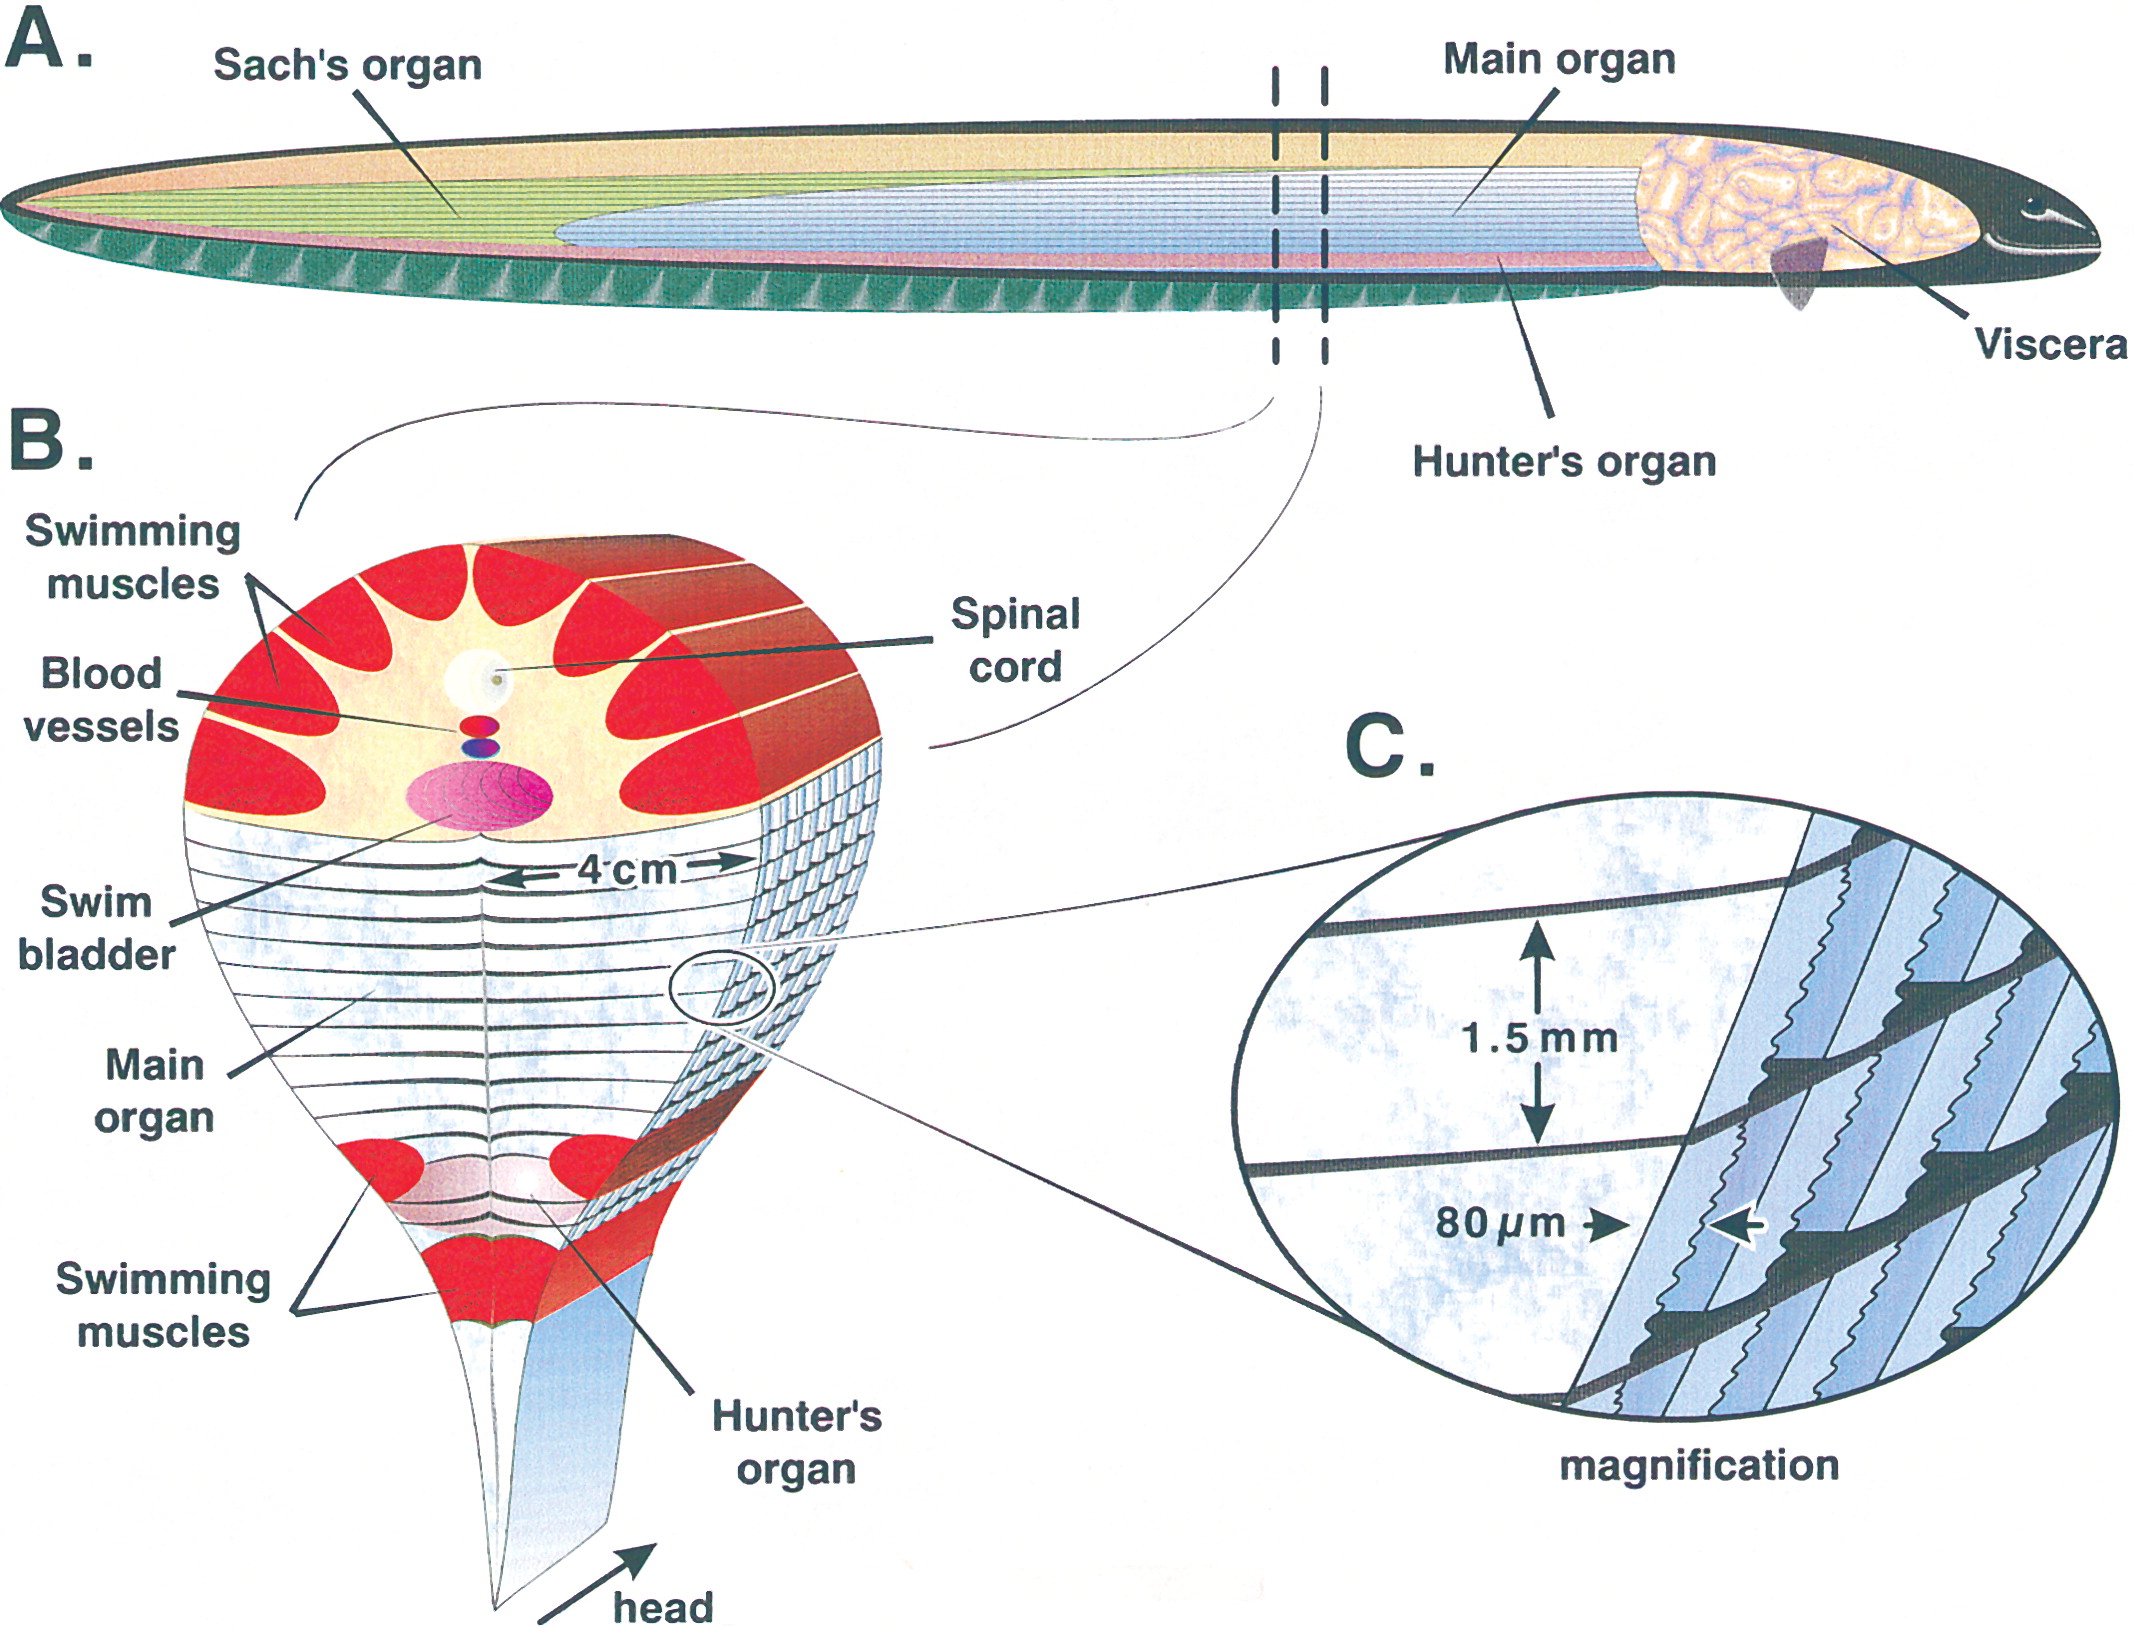 A.
Sach's organ
Main organ
Viscera
Hunter's organ
B.
Swimming
muscles
Blood
vessels
Spinal
cord
4 cm
Swim
bladder
Main
organ
Swimming
muscles
Hunter's
organ
head
C.
1.5 mm
80 µm
magnification